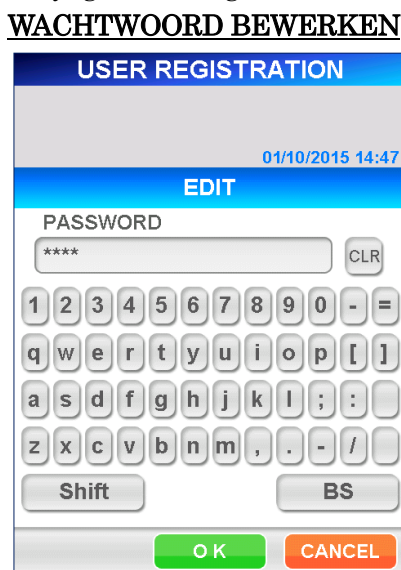 WACHTWOORD BEWERKEN
USER REGISTRATION
01/10/2015 14:47
EDIT
PASSWORD
**** CLR
1 2 3 4 5 6 7 8 9 0 - =
q w e r t y u i o p [ ]
a s d f g h j k l ; :
z x c v b n m , . - /
Shift BS
O K CANCEL